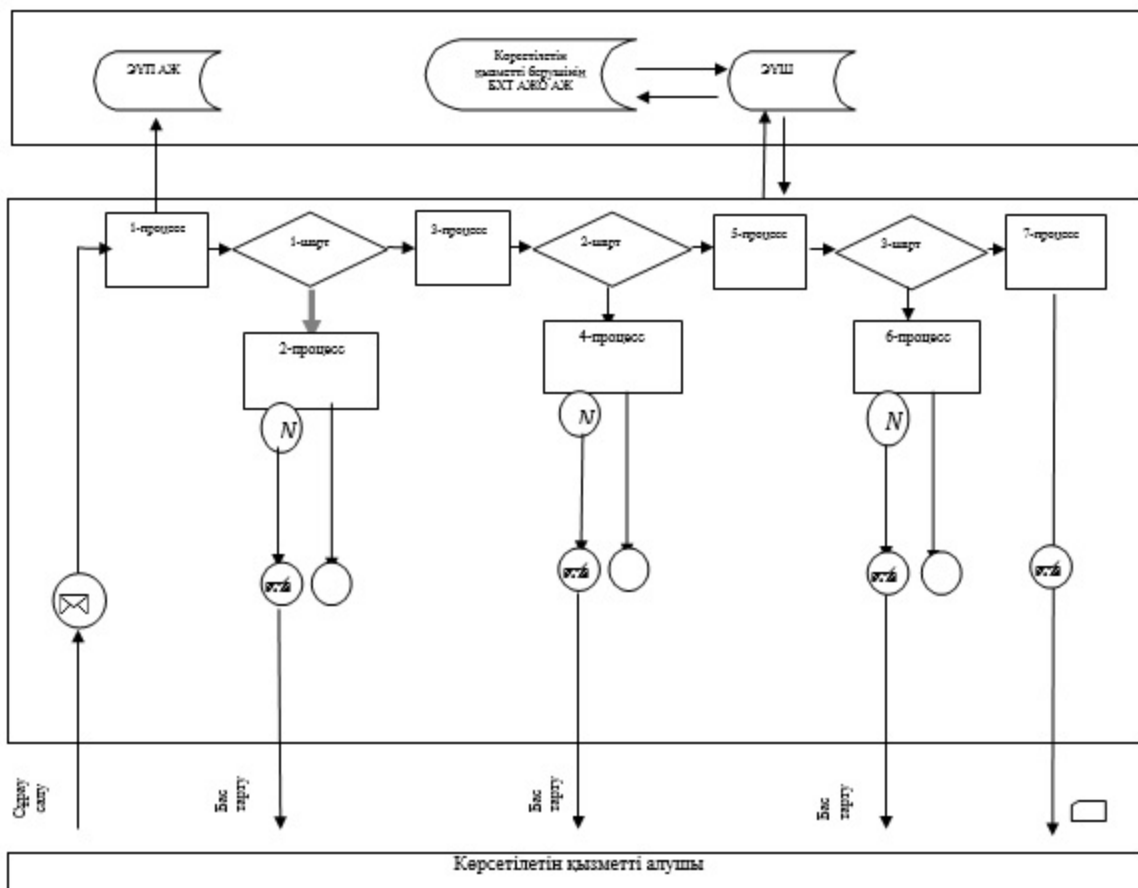 ЭҮП АЖ
Көрсетілетін
қызметті берушінің
БХТ АЖО АЖ
ЭҮШ
1-процесс
1-шарт
3-процесс
2-шарт
5-процесс
3-шарт
7-процесс
2-процесс
4-процесс
6-процесс
N
N
N
Сұрау
салу
Бас
тарту
Бас
тарту
Бас
тарту
Көрсетілетін қызметті алушы